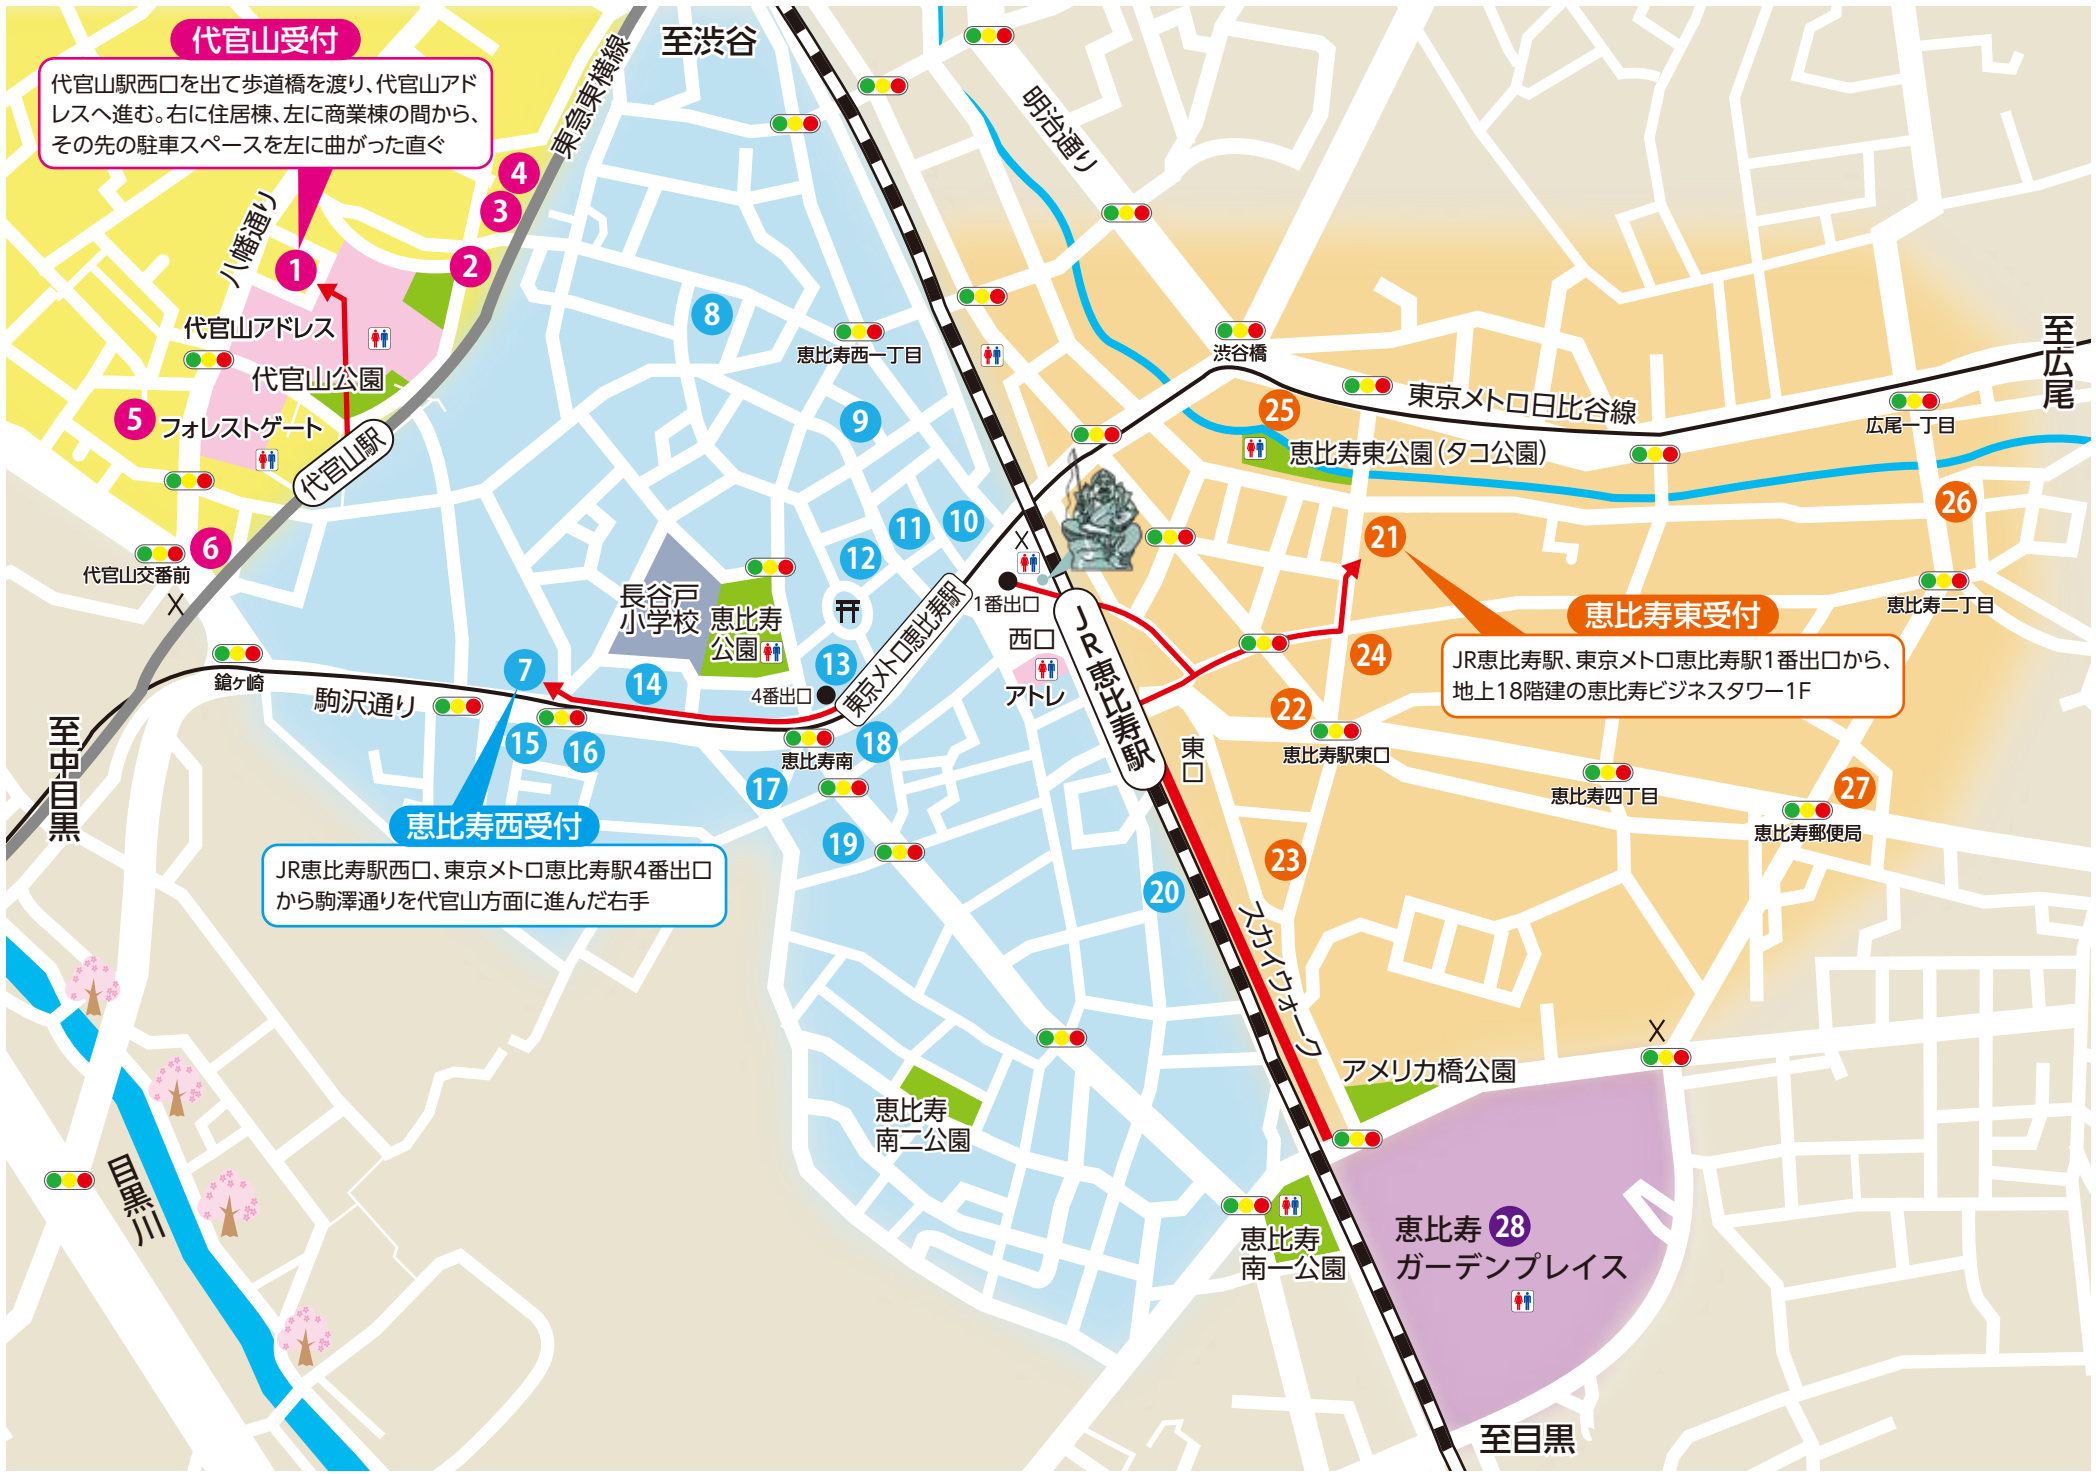 代官山受付
代官山駅西口を出て歩道橋を渡り、代官山アド
レスへ進む。右に住居棟、左に商業棟の間から、
その先の駐車スペースを左に曲がった直ぐ
東急東横線
至渋谷
明治通り
八幡通り
4
3
2
1
代官山アドレス
代官山公園
5
フォレストゲート
代官山駅
6
代官山交番前
X
8
恵比寿西一丁目
9
10
11
12
渋谷橋
25
東京メトロ日比谷線
恵比寿東公園(タコ公園)
至広尾
広尾一丁目
26
21
恵比寿二丁目
恵比寿東受付
JR恵比寿駅、東京メトロ恵比寿駅1番出口から、
地上18階建の恵比寿ビジネスタワー1F
24
22
恵比寿駅東口
恵比寿四丁目
27
恵比寿郵便局
23
X
1番出口
西口
アトレ
JR恵比寿駅
東口
東京メトロ恵比寿駅
長谷戸
小学校
恵比寿
公園
13
4番出口
14
7
鎗ヶ崎
駒沢通り
15
16
恵比寿南
18
17
19
20
恵比寿西受付
JR恵比寿駅西口、東京メトロ恵比寿駅4番出口
から駒澤通りを代官山方面に進んだ右手
至中目黒
目黒川
スカイウォーク
アメリカ橋公園
X
恵比寿
南二公園
恵比寿
南一公園
恵比寿 28
ガーデンプレイス
至目黒